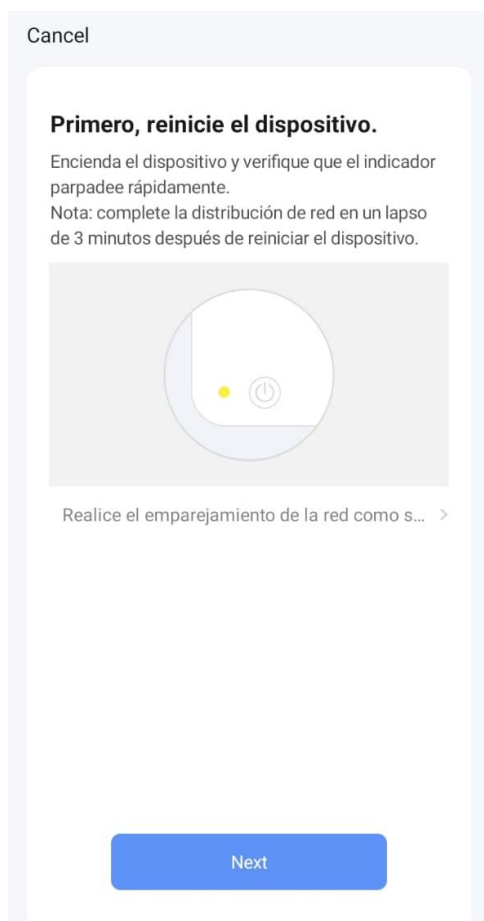 Cancel
Primero, reinicie el dispositivo.
Encienda el dispositivo y verifique que el indicador
parpadee rápidamente.
Nota: complete la distribución de red en un lapso
de 3 minutos después de reiniciar el dispositivo.
Realice el emparejamiento de la red como s...
Next